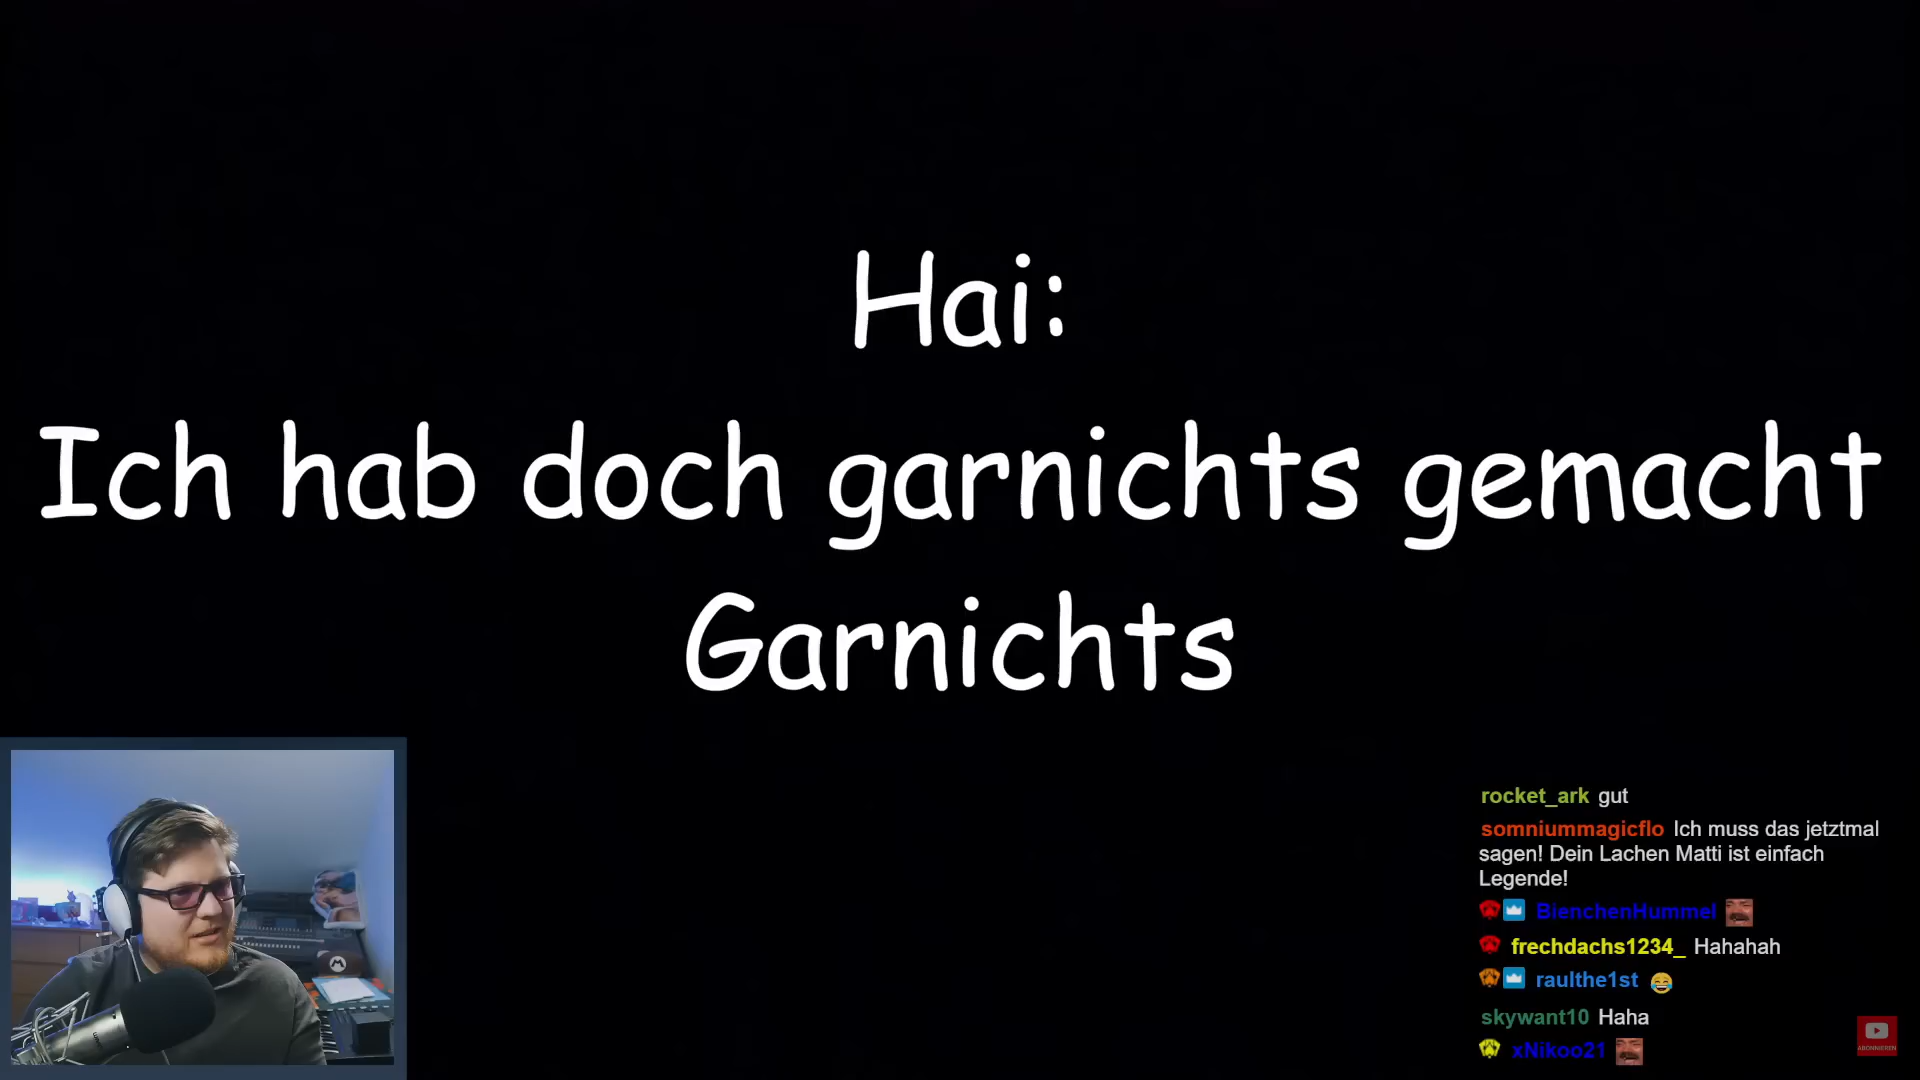 Hai:
Ich hab doch garnichts gemacht
Garnichts
rocket_ark gut
somniummagicflo Ich muss das jetztmal
sagen! Dein Lachen Matti ist einfach
Legende!
BienchenHummel
frechdachs1234_ Hahahah
raulthe1st 😂
skywant10 Haha
xNikoo21
ABONNIEREN